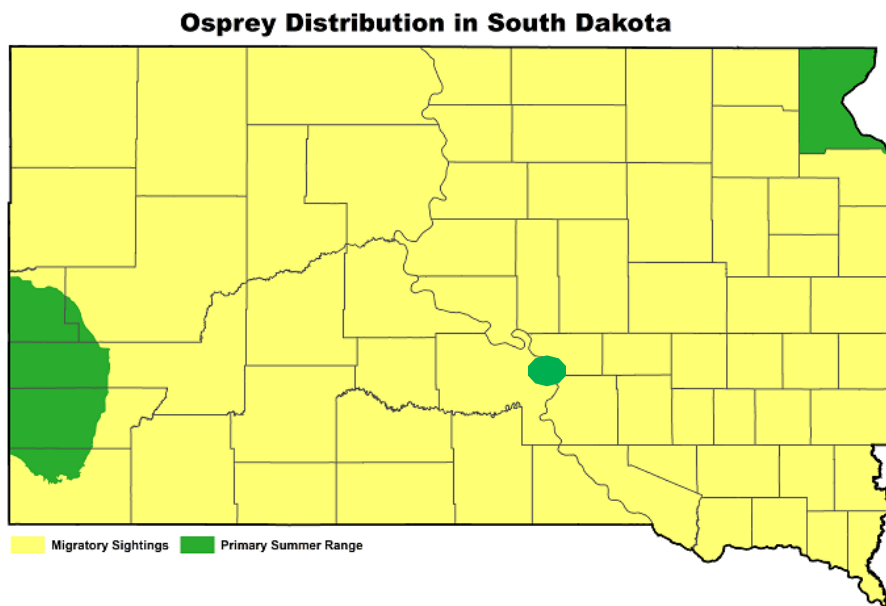 Osprey Distribution in South Dakota
Migratory Sightings
Primary Summer Range